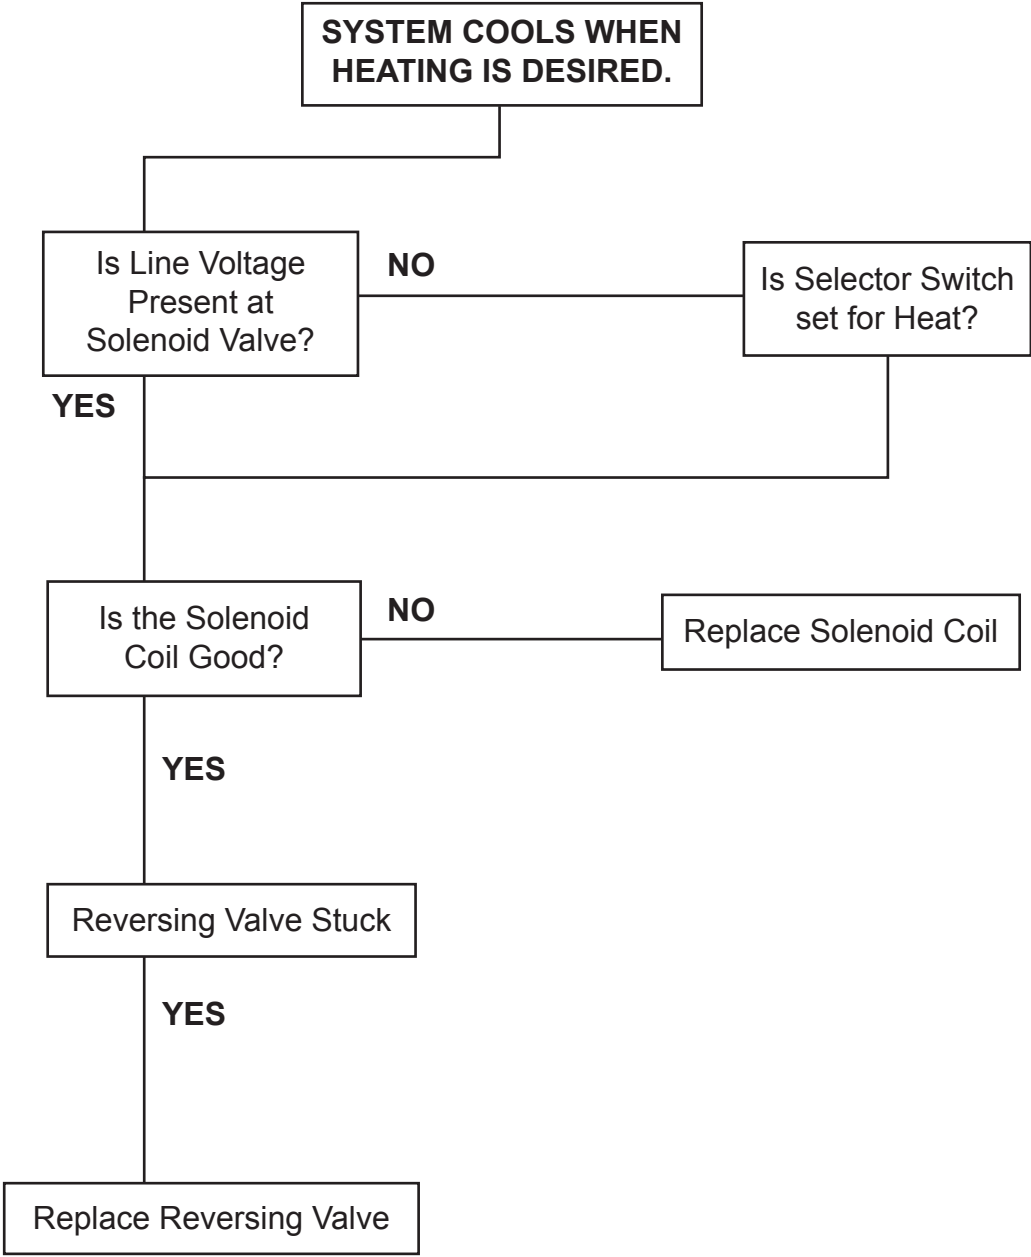 SYSTEM COOLS WHEN
HEATING IS DESIRED.
Is Line Voltage
Present at
Solenoid Valve?
NO
Is Selector Switch
set for Heat?
YES
Is the Solenoid
Coil Good?
NO
Replace Solenoid Coil
YES
Reversing Valve Stuck
YES
Replace Reversing Valve